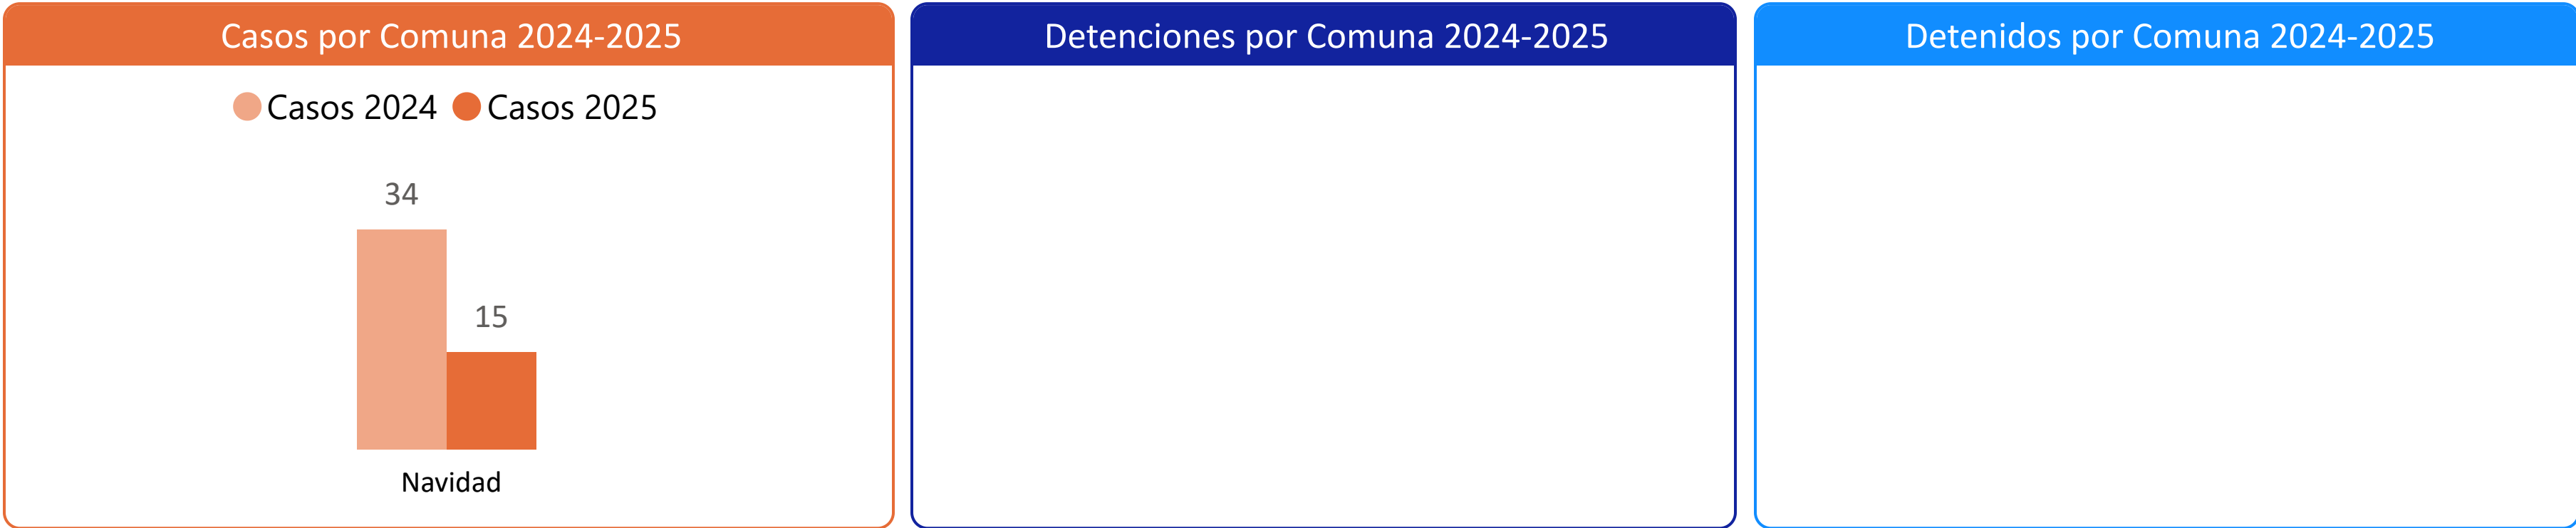 Casos por Comuna 2024-2025
Casos 2024 Casos 2025
34
15
Navidad
Detenciones por Comuna 2024-2025
Detenidos por Comuna 2024-2025